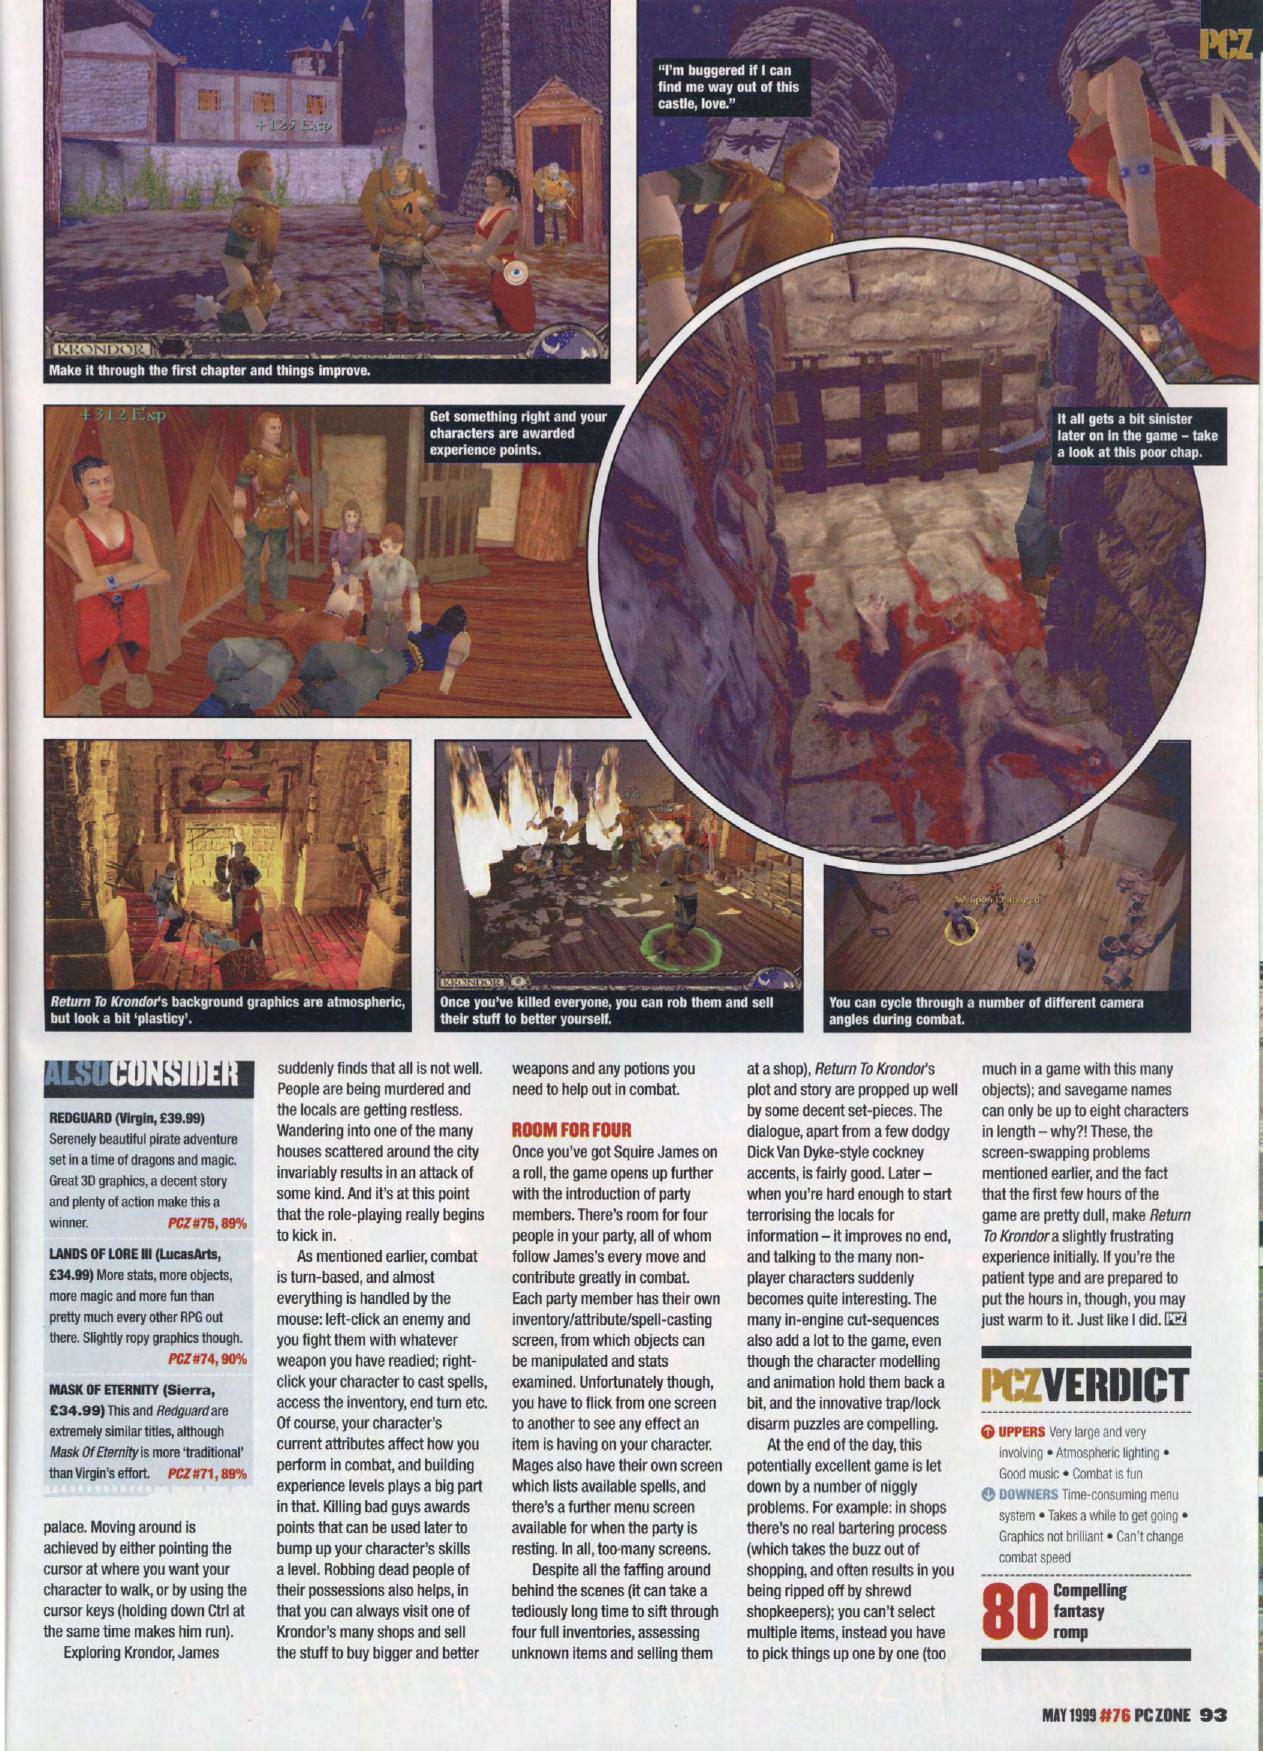 PCZ
"I'm buggered if I can
find me way out of this
castle, love."
+125 Exp
KRONDOR
Make it through the first chapter and things improve.
+312 Exp
Get something right and your
characters are awarded
experience points.
It all gets a bit sinister
later on in the game – take
a look at this poor chap.
Return To Krondor's background graphics are atmospheric,
but look a bit 'plasticy'.
KRONDOR
Once you've killed everyone, you can rob them and sell
their stuff to better yourself.
Weapon Damaged
You can cycle through a number of different camera
angles during combat.
ALSOCONSIDER
REDGUARD (Virgin, £39.99)
Serenely beautiful pirate adventure
set in a time of dragons and magic.
Great 3D graphics, a decent story
and plenty of action make this a
winner. PCZ #75, 89%
LANDS OF LORE III (LucasArts,
£34.99) More stats, more objects,
more magic and more fun than
pretty much every other RPG out
there. Slightly ropy graphics though.
PCZ #74, 90%
MASK OF ETERNITY (Sierra,
£34.99) This and Redguard are
extremely similar titles, although
Mask Of Eternity is more 'traditional'
than Virgin's effort. PCZ #71, 89%
palace. Moving around is
achieved by either pointing the
cursor at where you want your
character to walk, or by using the
cursor keys (holding down Ctrl at
the same time makes him run).
Exploring Krondor, James
suddenly finds that all is not well.
People are being murdered and
the locals are getting restless.
Wandering into one of the many
houses scattered around the city
invariably results in an attack of
some kind. And it's at this point
that the role-playing really begins
to kick in.
As mentioned earlier, combat
is turn-based, and almost
everything is handled by the
mouse: left-click an enemy and
you fight them with whatever
weapon you have readied; right-
click your character to cast spells,
access the inventory, end turn etc.
Of course, your character's
current attributes affect how you
perform in combat, and building
experience levels plays a big part
in that. Killing bad guys awards
points that can be used later to
bump up your character's skills
a level. Robbing dead people of
their possessions also helps, in
that you can always visit one of
Krondor's many shops and sell
the stuff to buy bigger and better
weapons and any potions you
need to help out in combat.
ROOM FOR FOUR
Once you've got Squire James on
a roll, the game opens up further
with the introduction of party
members. There's room for four
people in your party, all of whom
follow James's every move and
contribute greatly in combat.
Each party member has their own
inventory/attribute/spell-casting
screen, from which objects can
be manipulated and stats
examined. Unfortunately though,
you have to flick from one screen
to another to see any effect an
item is having on your character.
Mages also have their own screen
which lists available spells, and
there's a further menu screen
available for when the party is
resting. In all, too-many screens.
Despite all the faffing around
behind the scenes (it can take a
tediously long time to sift through
four full inventories, assessing
unknown items and selling them
at a shop), Return To Krondor's
plot and story are propped up well
by some decent set-pieces. The
dialogue, apart from a few dodgy
Dick Van Dyke-style cockney
accents, is fairly good. Later –
when you're hard enough to start
terrorising the locals for
information – it improves no end,
and talking to the many non-
player characters suddenly
becomes quite interesting. The
many in-engine cut-sequences
also add a lot to the game, even
though the character modelling
and animation hold them back a
bit, and the innovative trap/lock
disarm puzzles are compelling.
At the end of the day, this
potentially excellent game is let
down by a number of niggly
problems. For example: in shops
there's no real bartering process
(which takes the buzz out of
shopping, and often results in you
being ripped off by shrewd
shopkeepers); you can't select
multiple items, instead you have
to pick things up one by one (too
much in a game with this many
objects); and savegame names
can only be up to eight characters
in length – why?! These, the
screen-swapping problems
mentioned earlier, and the fact
that the first few hours of the
game are pretty dull, make Return
To Krondor a slightly frustrating
experience initially. If you're the
patient type and are prepared to
put the hours in, though, you may
just warm to it. Just like I did. PCZ
PCZVERDICT
UPPERS Very large and very
involving • Atmospheric lighting •
Good music • Combat is fun
DOWNERS Time-consuming menu
system • Takes a while to get going •
Graphics not brilliant • Can't change
combat speed
80 Compelling
fantasy
romp
MAY 1999 #76 PC ZONE 93